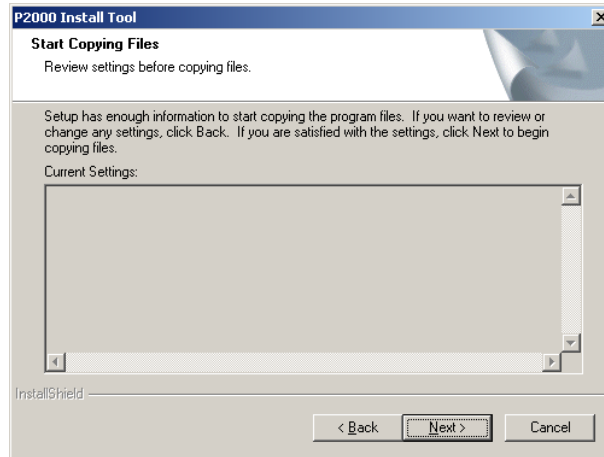 P2000 Install Tool
Start Copying Files
Review settings before copying files.
Setup has enough information to start copying the program files. If you want to review or
change any settings, click Back. If you are satisfied with the settings, click Next to begin
copying files.
Current Settings:
InstallShield
< Back
Next >
Cancel